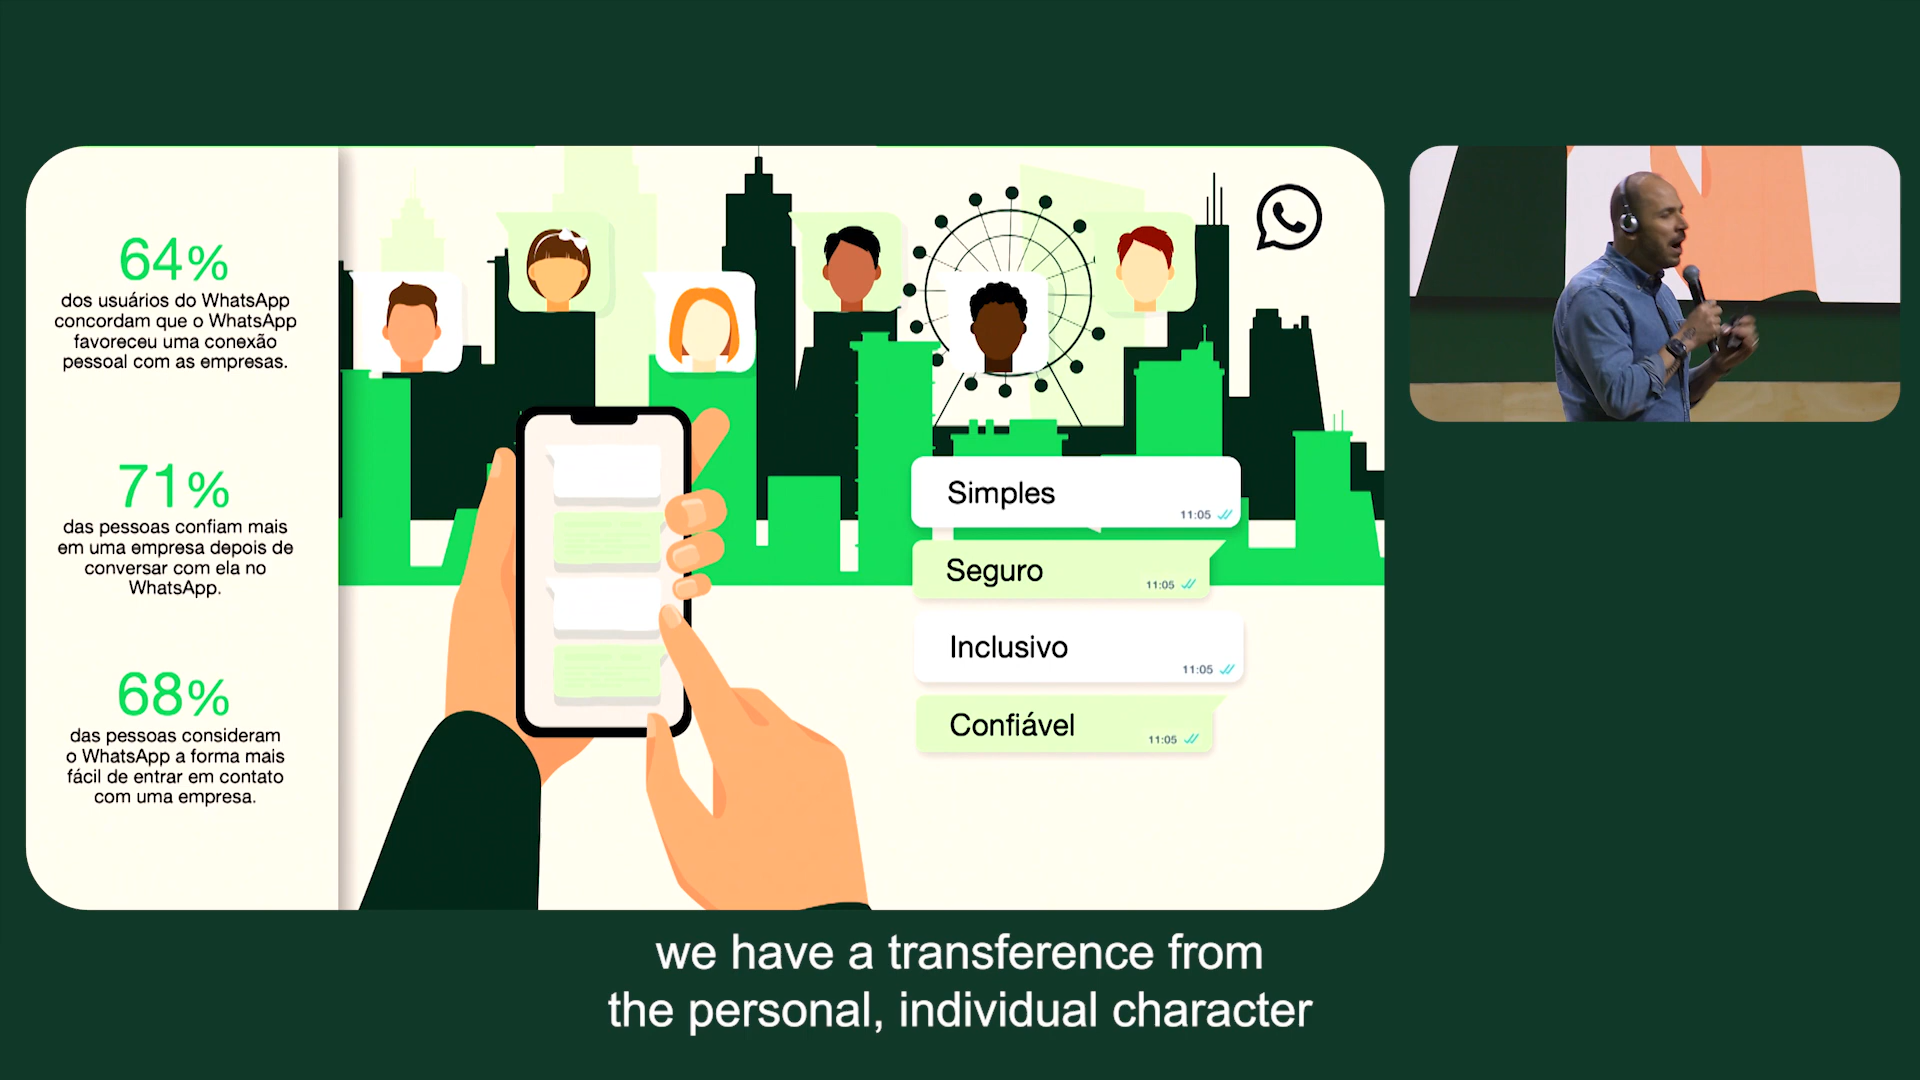 64%
dos usuários do WhatsApp
concordam que o WhatsApp
favoreceu uma conexão
pessoal com as empresas.
71%
das pessoas confiam mais
em uma empresa depois de
conversar com ela no
WhatsApp.
68%
das pessoas consideram
o WhatsApp a forma mais
fácil de entrar em contato
com uma empresa.
Simples
11:05
Seguro
11:05
Inclusivo
11:05
Confiável
11:05
we have a transference from
the personal, individual character